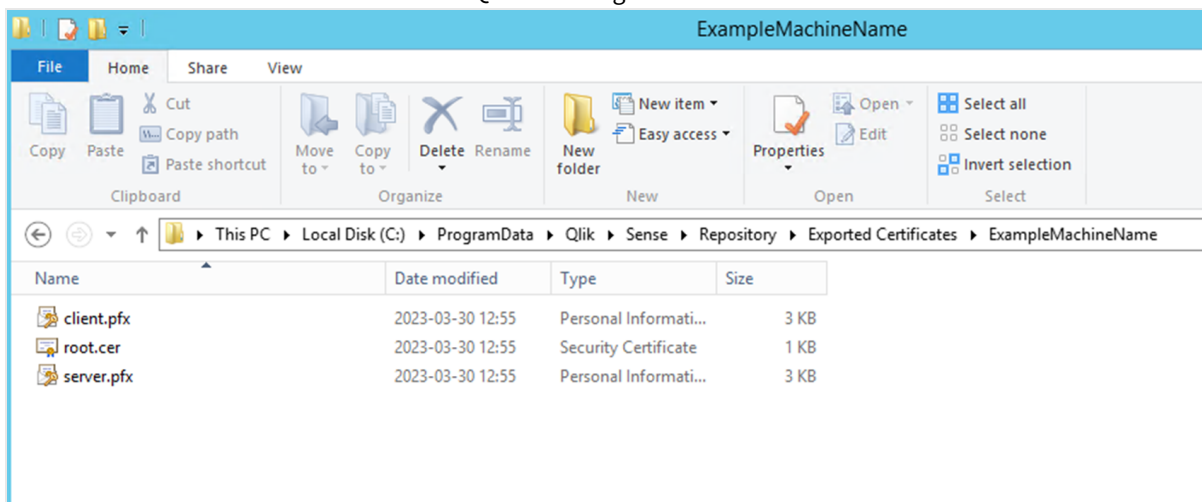 ExampleMachineName
File Home Share View
Copy
Paste
Cut
Copy path
Paste shortcut
Clipboard
Move to
Copy to
Delete
Rename
Organize
New folder
New item
Easy access
New
Properties
Open
Edit
Open
Select all
Select none
Invert selection
Select
This PC Local Disk (C:) ProgramData Qlik Sense Repository Exported Certificates ExampleMachineName
Name Date modified Type Size
client.pfx 2023-03-30 12:55 Personal Informati... 3 KB
root.cer 2023-03-30 12:55 Security Certificate 1 KB
server.pfx 2023-03-30 12:55 Personal Informati... 3 KB